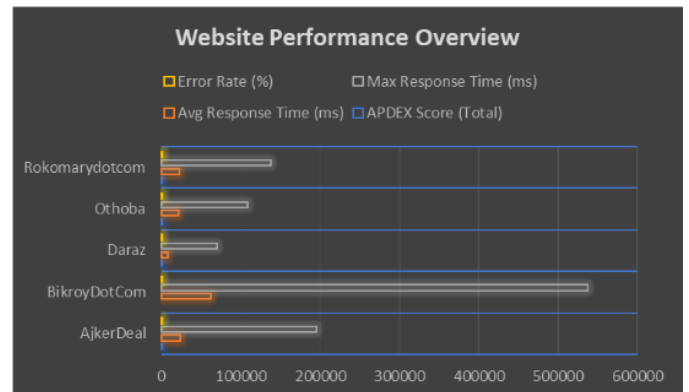 Website Performance Overview
Error Rate (%) Max Response Time (ms)
Avg Response Time (ms) APDEX Score (Total)
Rokomarydotcom
Othoba
Daraz
BikroyDotCom
AjkerDeal
0 100000 200000 300000 400000 500000 600000